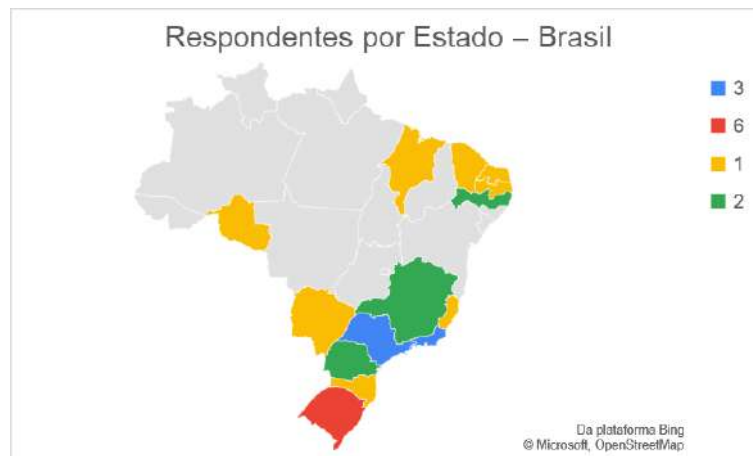 Respondentes por Estado – Brasil
3
6
1
2
Da plataforma Bing
© Microsoft, OpenStreetMap